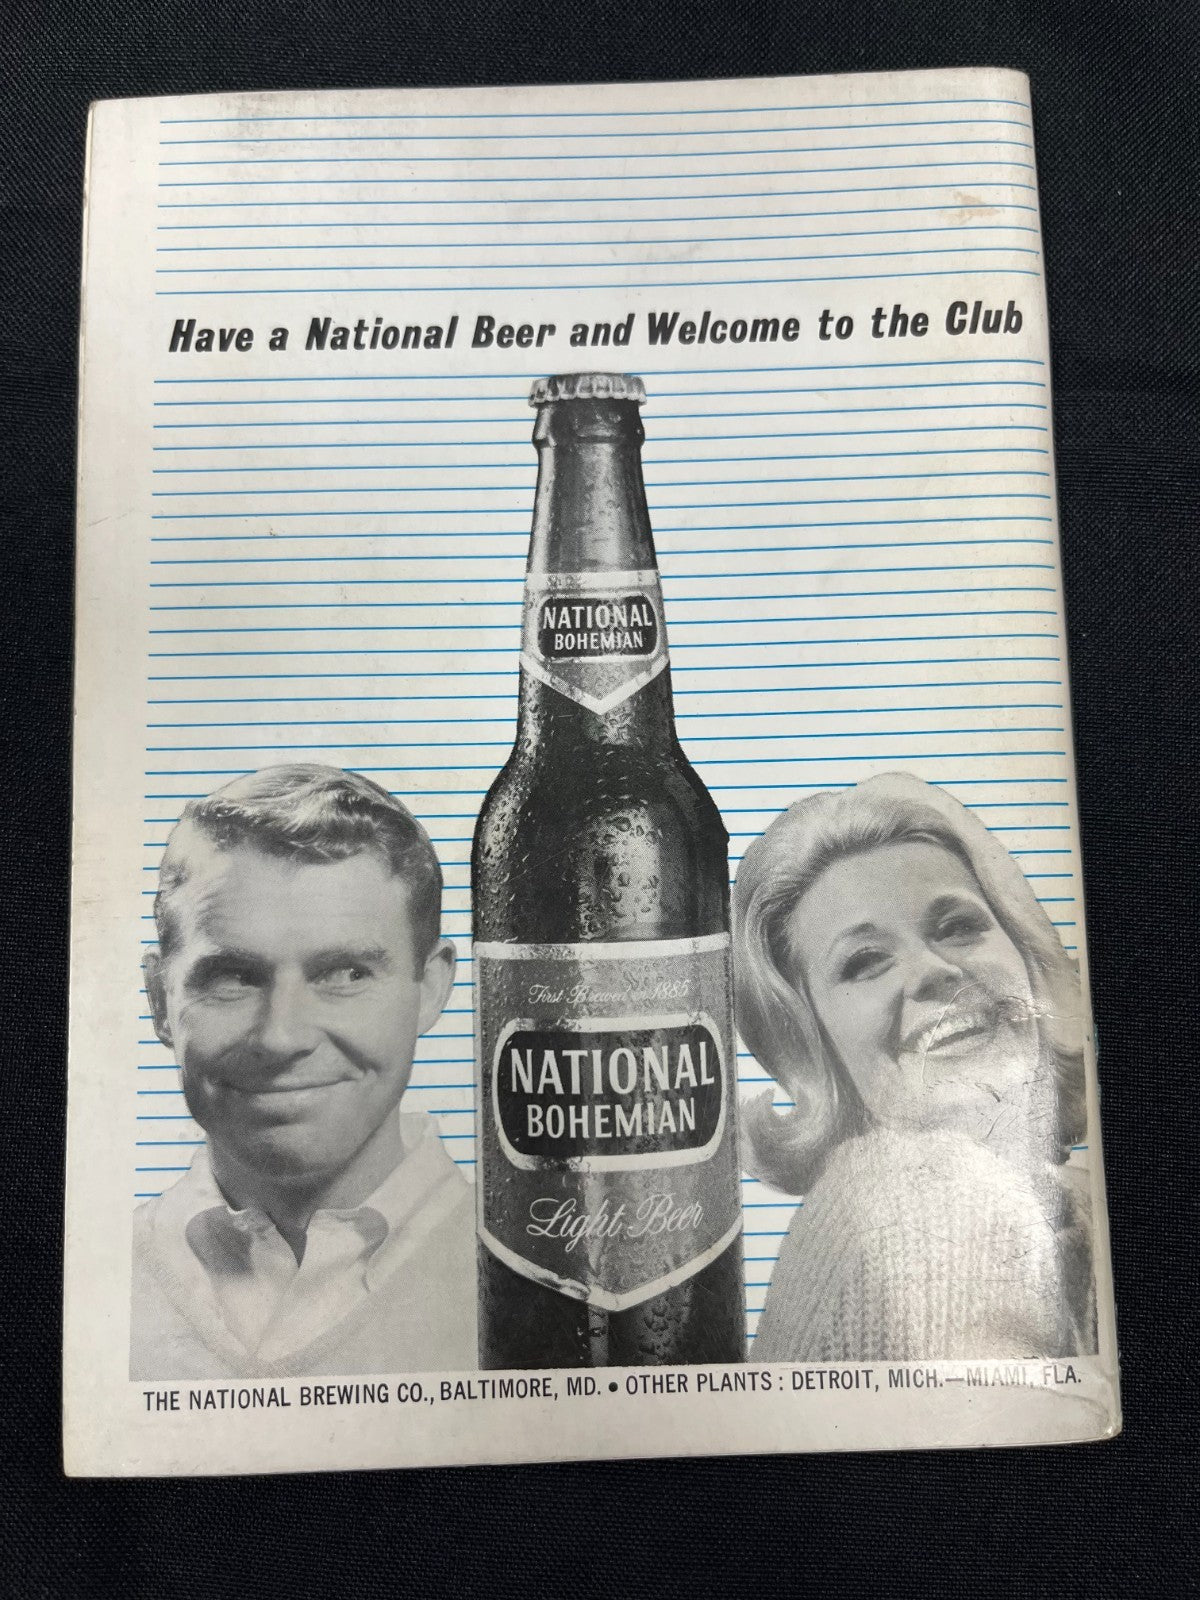 Have a National Beer and Welcome to the Club
NATIONAL
BOHEMIAN
First Brewed in 1885
NATIONAL
BOHEMIAN
Light Beer
THE NATIONAL BREWING CO., BALTIMORE, MD. • OTHER PLANTS: DETROIT, MICH.—MIAMI, FLA.